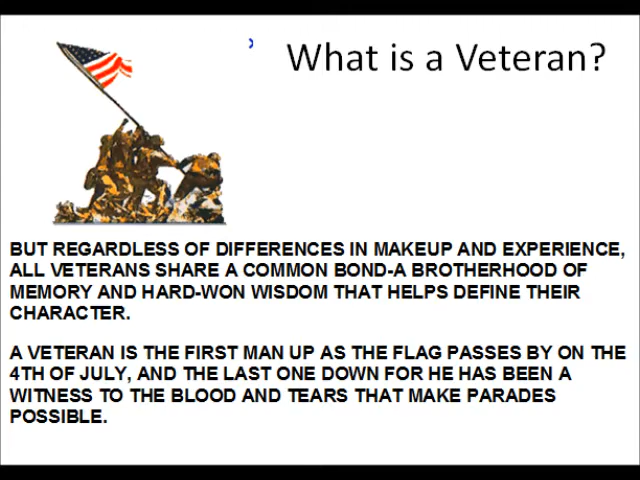 What is a Veteran?
BUT REGARDLESS OF DIFFERENCES IN MAKEUP AND EXPERIENCE,
ALL VETERANS SHARE A COMMON BOND-A BROTHERHOOD OF
MEMORY AND HARD-WON WISDOM THAT HELPS DEFINE THEIR
CHARACTER.
A VETERAN IS THE FIRST MAN UP AS THE FLAG PASSES BY ON THE
4TH OF JULY, AND THE LAST ONE DOWN FOR HE HAS BEEN A
WITNESS TO THE BLOOD AND TEARS THAT MAKE PARADES
POSSIBLE.